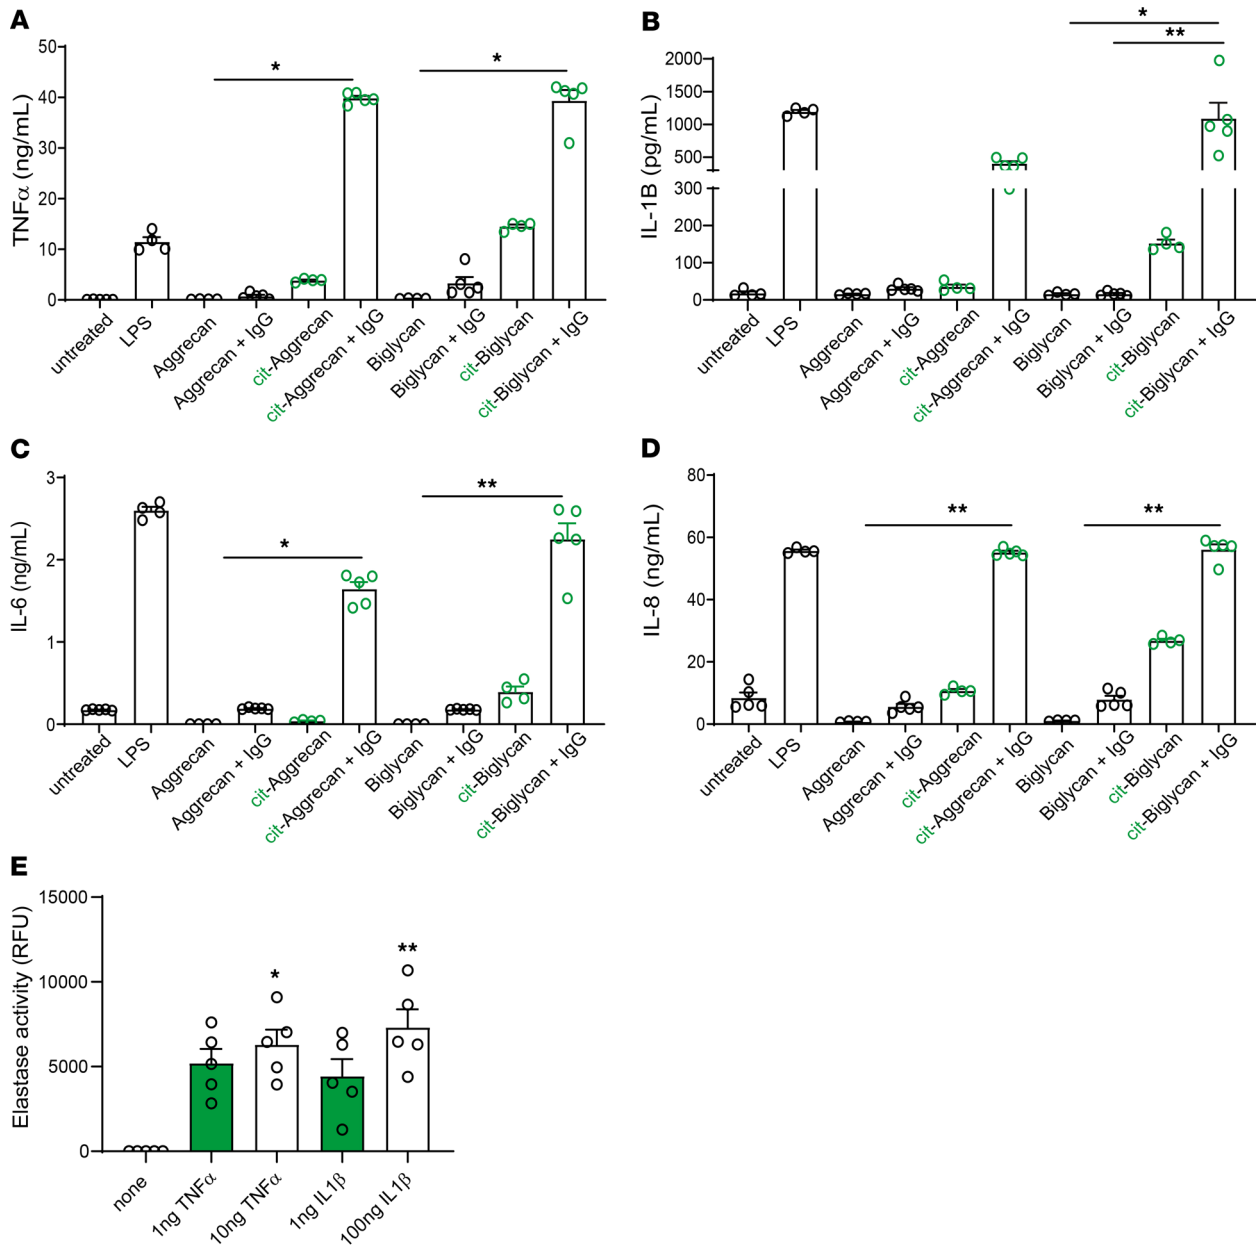 A
TNFα (ng/mL)
50
40
30
20
10
0
*
*
untreated
LPS
Aggrecan
Aggrecan + IgG
cit-Aggrecan
cit-Aggrecan + IgG
Biglycan
Biglycan + IgG
cit-Biglycan
cit-Biglycan + IgG
B
IL-1B (pg/mL)
2000
1500
1000
500
300
200
100
0
*
**
untreated
LPS
Aggrecan
Aggrecan + IgG
cit-Aggrecan
cit-Aggrecan + IgG
Biglycan
Biglycan + IgG
cit-Biglycan
cit-Biglycan + IgG
C
IL-6 (ng/mL)
3
2
1
0
*
**
untreated
LPS
Aggrecan
Aggrecan + IgG
cit-Aggrecan
cit-Aggrecan + IgG
Biglycan
Biglycan + IgG
cit-Biglycan
cit-Biglycan + IgG
D
IL-8 (ng/mL)
80
60
40
20
0
**
**
untreated
LPS
Aggrecan
Aggrecan + IgG
cit-Aggrecan
cit-Aggrecan + IgG
Biglycan
Biglycan + IgG
cit-Biglycan
cit-Biglycan + IgG
E
Elastase activity (RFU)
15000
10000
5000
0
*
**
none
1ng TNFα
10ng TNFα
1ng IL1β
100ng IL1β